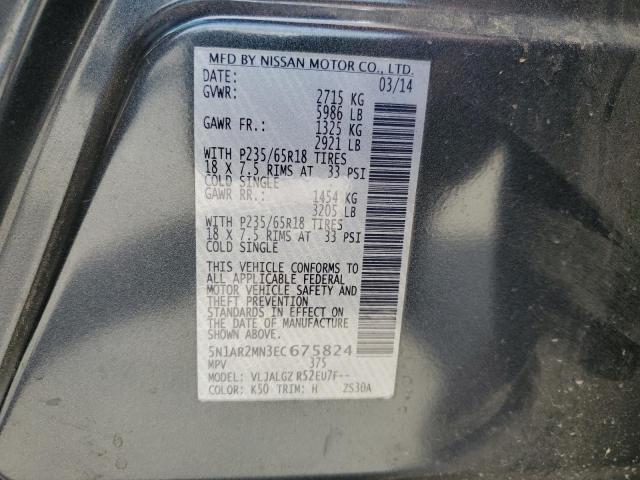 MFD BY NISSAN MOTOR CO., LTD.
DATE: 03/14
GVWR: 2715 KG
5986 LB
GAWR FR.: 1325 KG
2921 LB
WITH P235/65R18 TIRES
18 X 7.5 RIMS AT 33 PSI
COLD SINGLE
GAWR RR.: 1454 KG
3205 LB
WITH P235/65R18 TIRES
18 X 7.5 RIMS AT 33 PSI
COLD SINGLE
THIS VEHICLE CONFORMS TO
ALL APPLICABLE FEDERAL
MOTOR VEHICLE SAFETY AND
THEFT PREVENTION
STANDARDS IN EFFECT ON
THE DATE OF MANUFACTURE
SHOWN ABOVE.
5N1AR2MN3EC675824
MPV 375
MODEL: VLJALGZ R52EU7F--
COLOR: K50 TRIM: H 2S30A